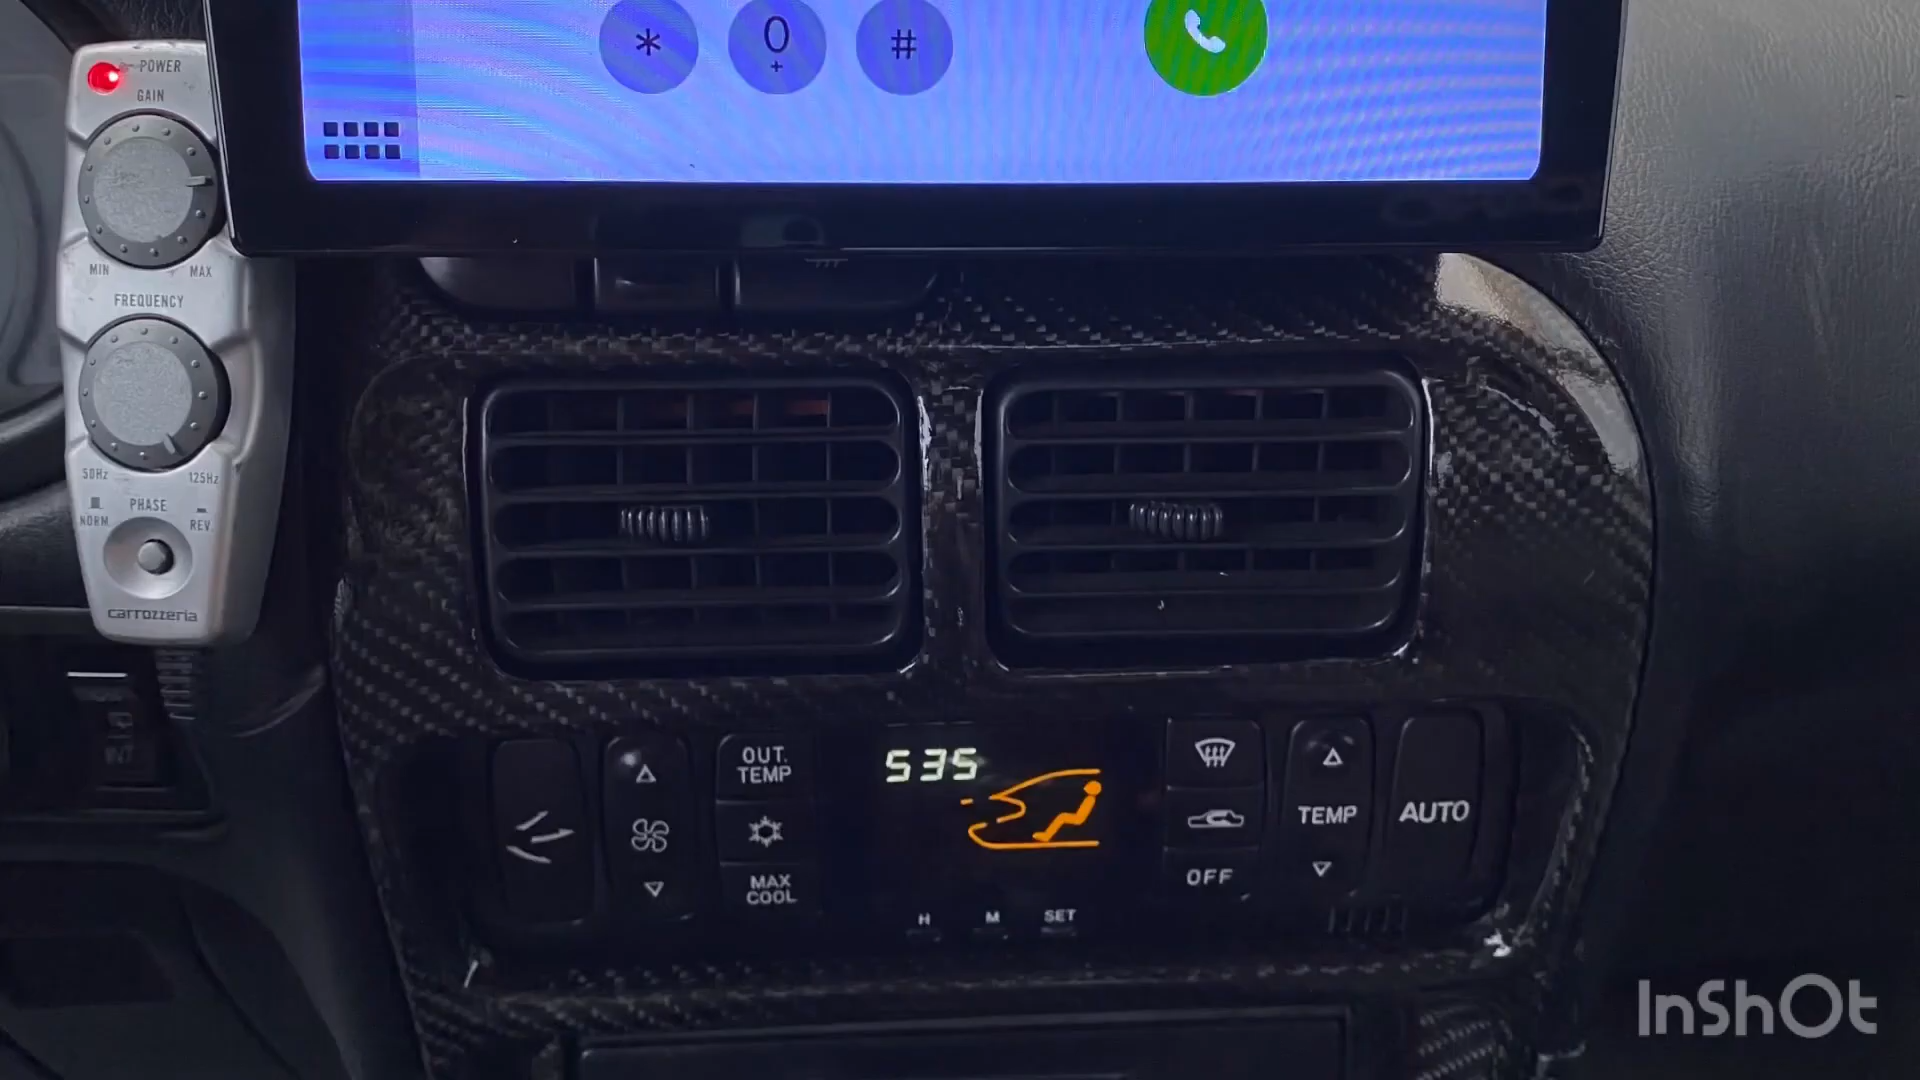 * 0 #
+
POWER
GAIN
MIN MAX
FREQUENCY
50Hz 125Hz
PHASE
NORM. REV.
carrozzeria
INT
OUT.
TEMP
535
TEMP
AUTO
MAX
COOL
OFF
H M SET
InShOt